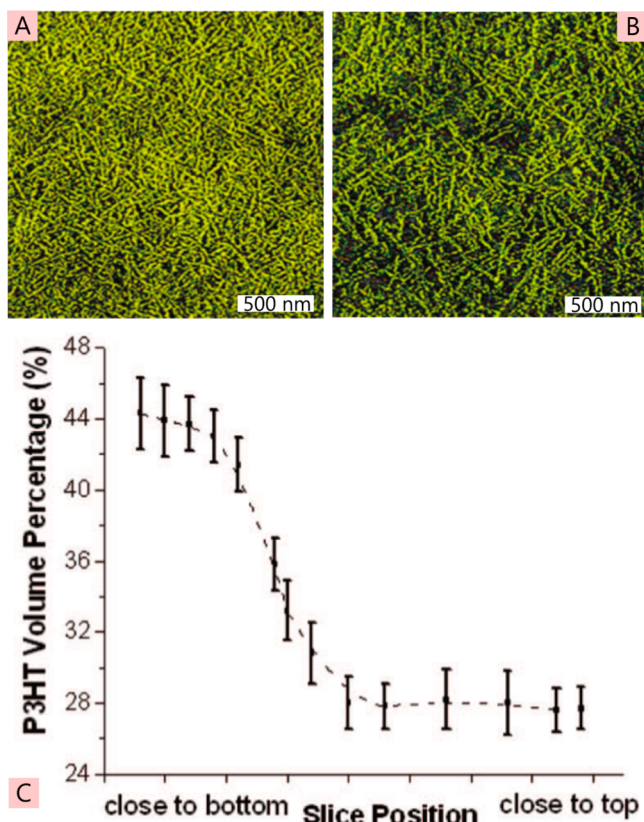 A
B
500 nm
500 nm
P3HT Volume Percentage (%)
48
44
40
36
32
28
24
C
close to bottom Slice Position close to top